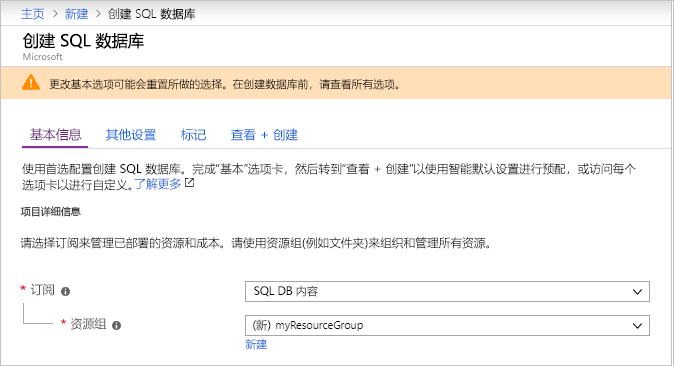 主页 > 新建 > 创建 SQL 数据库
创建 SQL 数据库
Microsoft
更改基本选项可能会重置所做的选择。在创建数据库前，请查看所有选项。
基本信息 其他设置 标记 查看 + 创建
使用首选配置创建 SQL 数据库。完成“基本”选项卡，然后转到“查看 + 创建”以使用智能默认设置进行预配，或访问每个
选项卡以进行自定义。了解更多
项目详细信息
请选择订阅来管理已部署的资源和成本。请使用资源组(例如文件夹)来组织和管理所有资源。
* 订阅 SQL DB 内容
* 资源组 (新) myResourceGroup
新建